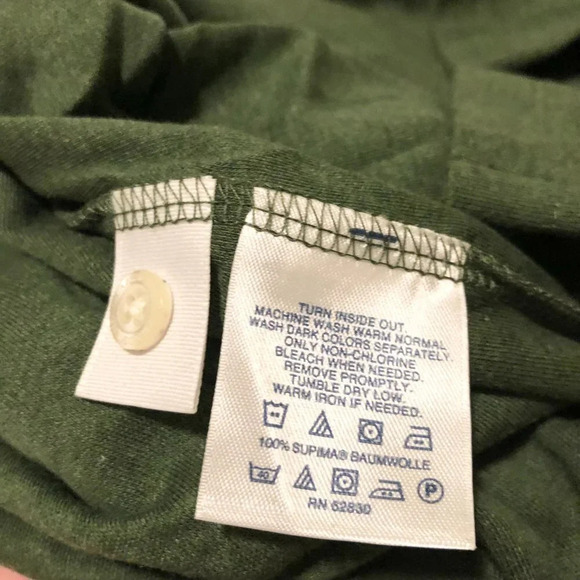 TURN INSIDE OUT.
MACHINE WASH WARM NORMAL
WASH DARK COLORS SEPARATELY.
ONLY NON-CHLORINE
BLEACH WHEN NEEDED.
REMOVE PROMPTLY.
TUMBLE DRY LOW.
WARM IRON IF NEEDED.
100% SUPIMA® BAUMWOLLE
40 P
RN 52830